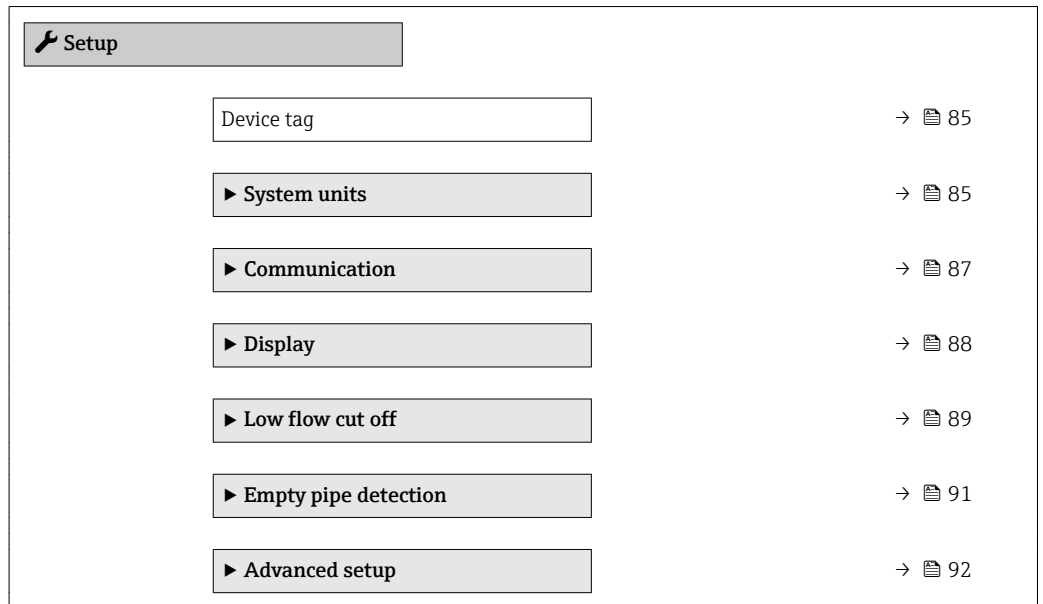 Setup
Device tag → 85
▶ System units → 85
▶ Communication → 87
▶ Display → 88
▶ Low flow cut off → 89
▶ Empty pipe detection → 91
▶ Advanced setup → 92